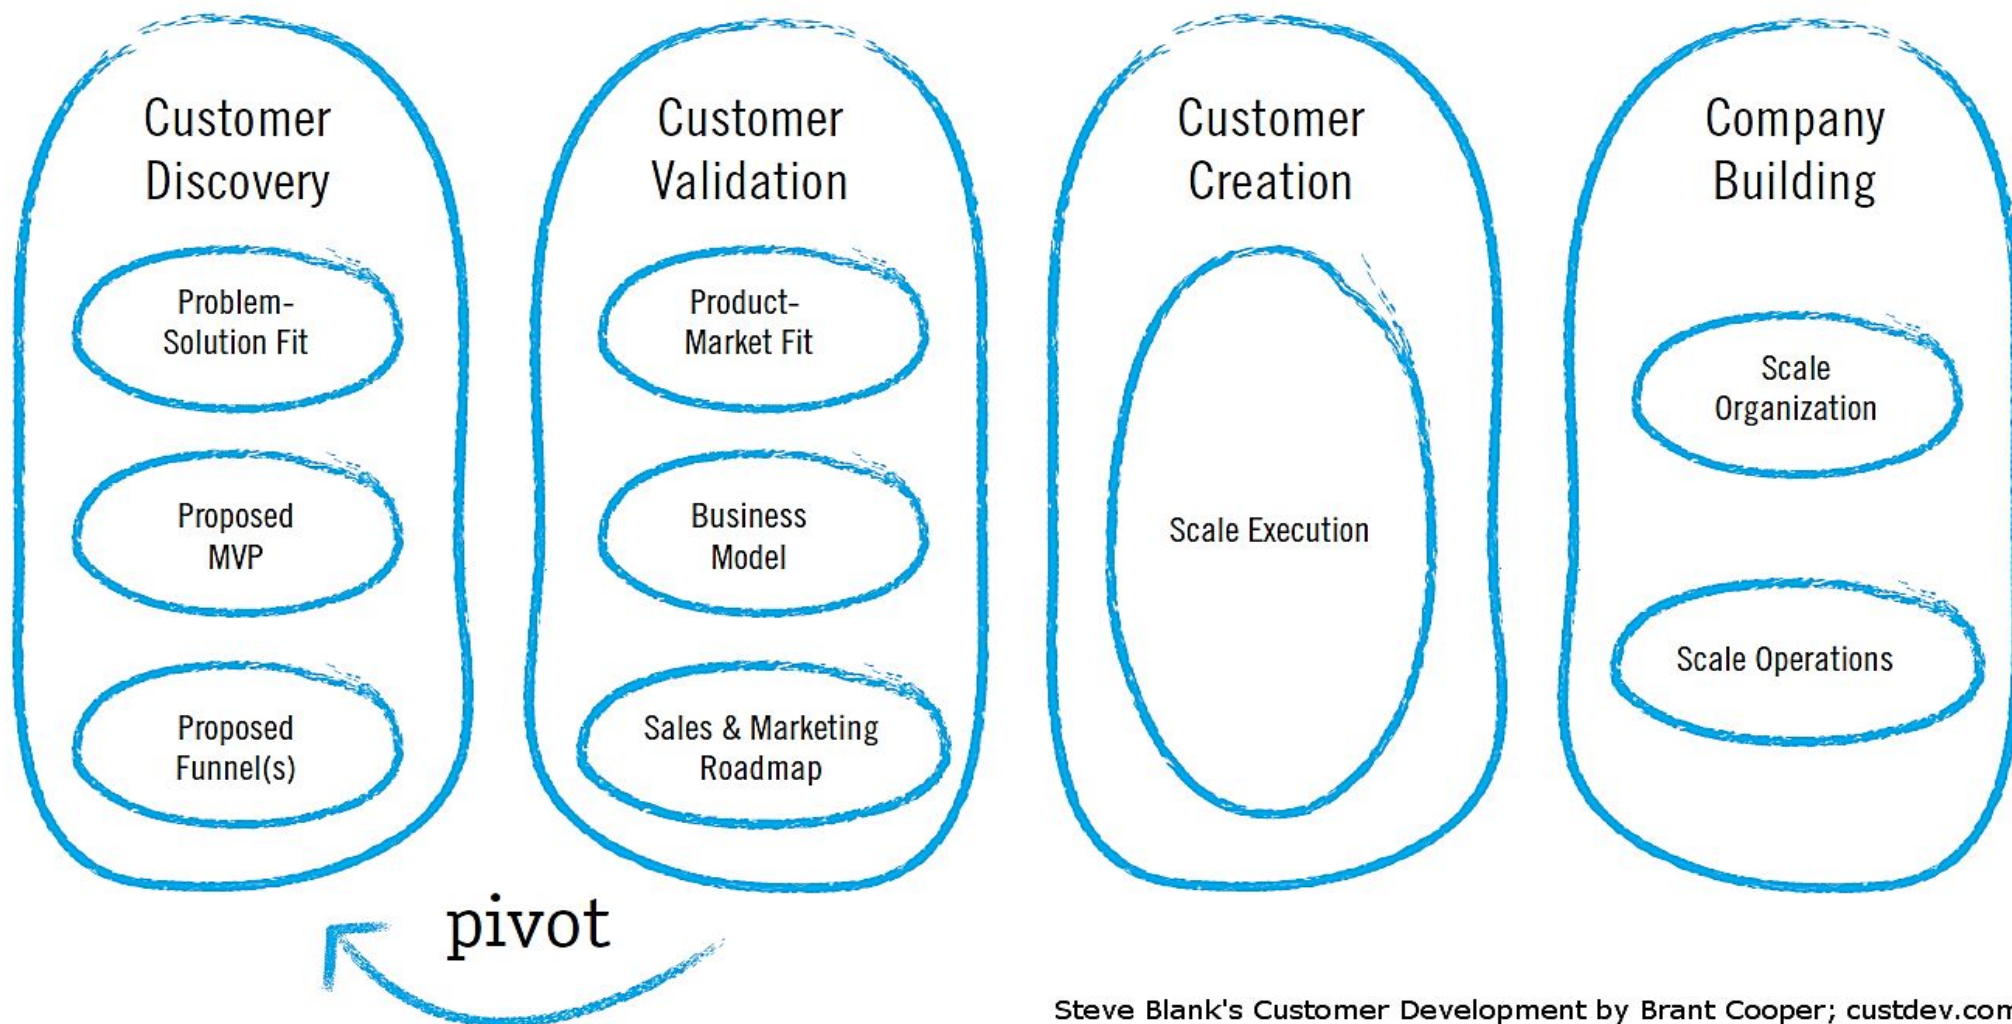 Customer
Discovery
Problem-
Solution Fit
Proposed
MVP
Proposed
Funnel(s)
Customer
Validation
Product-
Market Fit
Business
Model
Sales & Marketing
Roadmap
Customer
Creation
Scale Execution
Company
Building
Scale
Organization
Scale Operations
pivot
Steve Blank's Customer Development by Brant Cooper; custdev.com